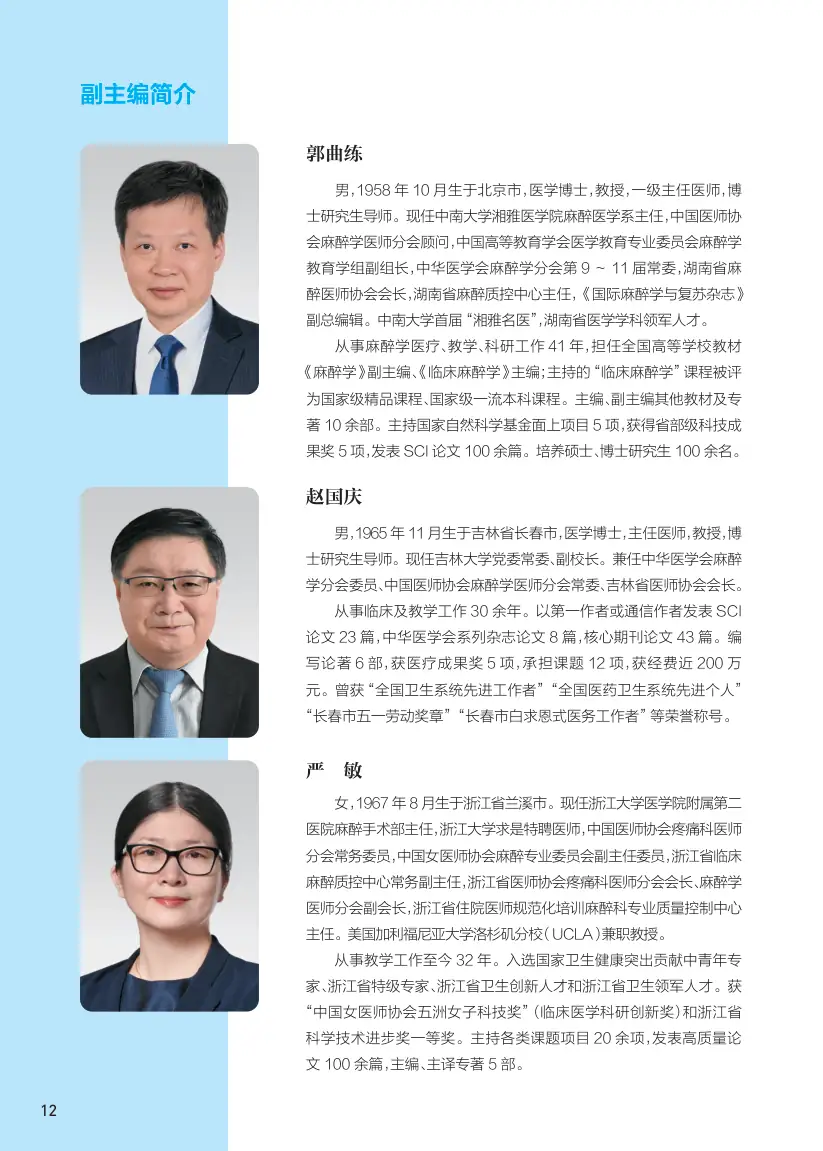 副主编简介
郭曲练
男,1958 年 10 月生于北京市,医学博士,教授,一级主任医师,博
士研究生导师。现任中南大学湘雅医学院麻醉医学系主任,中国医师协
会麻醉学医师分会顾问,中国高等教育学会医学教育专业委员会麻醉学
教育学组副组长,中华医学会麻醉学分会第 9 ~ 11 届常委,湖南省麻
醉医师协会会长,湖南省麻醉质控中心主任,《国际麻醉学与复苏杂志》
副总编辑。中南大学首届“湘雅名医”,湖南省医学学科领军人才。
从事麻醉学医疗、教学、科研工作 41 年,担任全国高等学校教材
《麻醉学》副主编、《临床麻醉学》主编;主持的“临床麻醉学”课程被评
为国家级精品课程、国家级一流本科课程。主编、副主编其他教材及专
著 10 余部。主持国家自然科学基金面上项目 5 项,获得省部级科技成
果奖 5 项,发表 SCI 论文 100 余篇。培养硕士、博士研究生 100 余名。
赵国庆
男,1965 年 11 月生于吉林省长春市,医学博士,主任医师,教授,博
士研究生导师。现任吉林大学党委常委、副校长。兼任中华医学会麻醉
学分会委员、中国医师协会麻醉学医师分会常委、吉林省医师协会会长。
从事临床及教学工作 30 余年。以第一作者或通信作者发表 SCI
论文 23 篇,中华医学会系列杂志论文 8 篇,核心期刊论文 43 篇。编
写论著 6 部,获医疗成果奖 5 项,承担课题 12 项,获经费近 200 万
元。曾获“全国卫生系统先进工作者”“全国医药卫生系统先进个人”
“长春市五一劳动奖章”“长春市白求恩式医务工作者”等荣誉称号。
严　敏
女,1967 年 8 月生于浙江省兰溪市。现任浙江大学医学院附属第二
医院麻醉手术部主任,浙江大学求是特聘医师,中国医师协会疼痛科医师
分会常务委员,中国女医师协会麻醉专业委员会副主任委员,浙江省临床
麻醉质控中心常务副主任,浙江省医师协会疼痛科医师分会会长、麻醉学
医师分会副会长,浙江省住院医师规范化培训麻醉科专业质量控制中心
主任。美国加利福尼亚大学洛杉矶分校(UCLA)兼职教授。
从事教学工作至今 32 年。入选国家卫生健康突出贡献中青年专
家、浙江省特级专家、浙江省卫生创新人才和浙江省卫生领军人才。获
“中国女医师协会五洲女子科技奖”(临床医学科研创新奖)和浙江省
科学技术进步奖一等奖。主持各类课题项目 20 余项,发表高质量论
文 100 余篇,主编、主译专著 5 部。
12